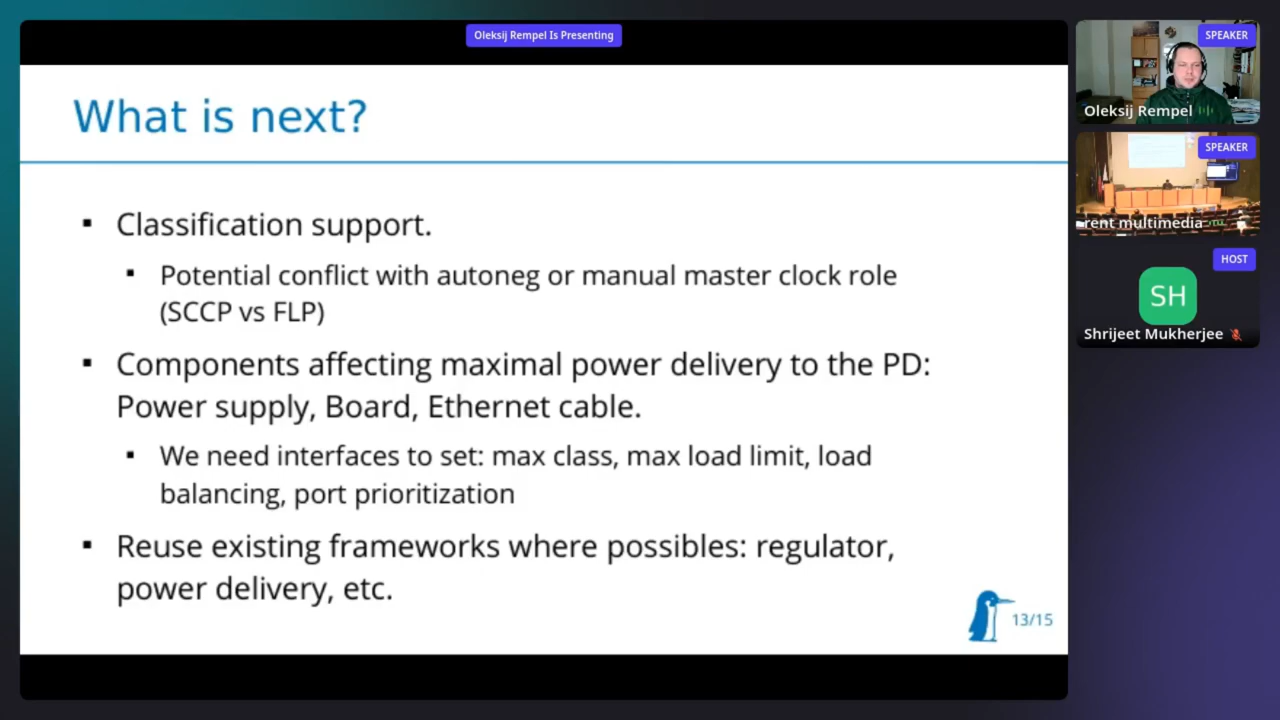 Oleksij Rempel Is Presenting
What is next?
Classification support.
Potential conflict with autoneg or manual master clock role
(SCCP vs FLP)
Components affecting maximal power delivery to the PD:
Power supply, Board, Ethernet cable.
We need interfaces to set: max class, max load limit, load
balancing, port prioritization
Reuse existing frameworks where possibles: regulator,
power delivery, etc.
13/15
SPEAKER
Oleksij Rempel
SPEAKER
rent multimedia
HOST
SH
Shrijeet Mukherjee